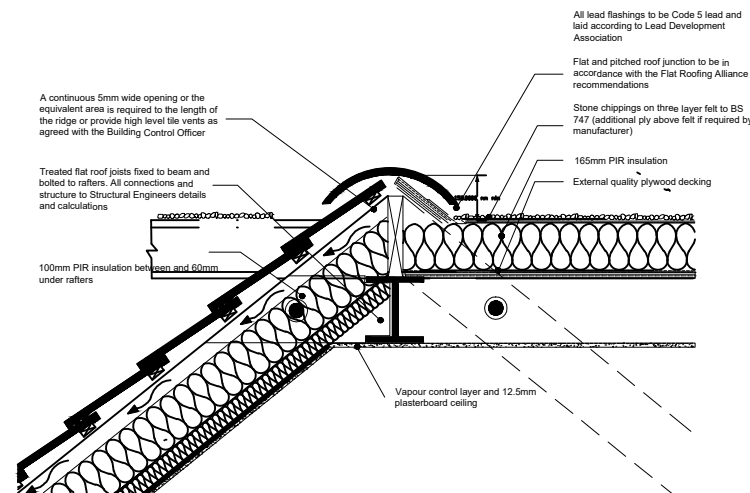 All lead flashings to be Code 5 lead and
laid according to Lead Development
Association
Flat and pitched roof junction to be in
accordance with the Flat Roofing Alliance
recommendations
A continuous 5mm wide opening or the
equivalent area is required to the length of
the ridge or provide high level tile vents as
agreed with the Building Control Officer
Stone chippings on three layer felt to BS
747 (additional ply above felt if required by
manufacturer)
165mm PIR insulation
External quality plywood decking
Treated flat roof joists fixed to beam and
bolted to rafters. All connections and
structure to Structural Engineers details
and calculations
100mm PIR insulation between and 60mm
under rafters
Vapour control layer and 12.5mm
plasterboard ceiling